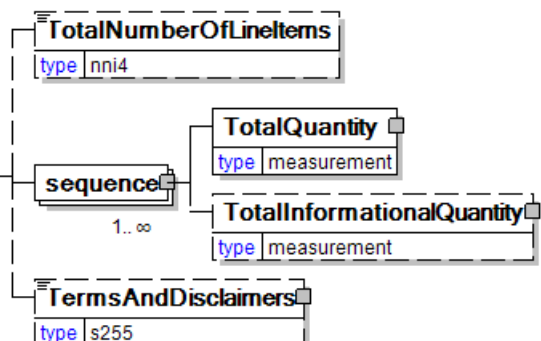 TotalNumberOfLineItems
type nni4
TotalQuantity
type measurement
sequence
1.. ∞
TotalInformationalQuantity
type measurement
TermsAndDisclaimers
type s255